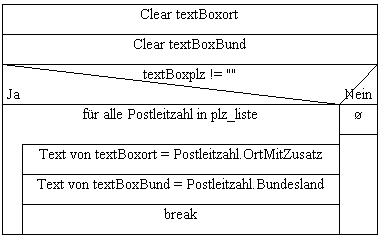 Clear textBoxort
Clear textBoxBund
textBoxplz != ""
Ja
Nein
für alle Postleitzahl in plz_liste
ø
Text von textBoxort = Postleitzahl.OrtMitZusatz
Text von textBoxBund = Postleitzahl.Bundesland
break